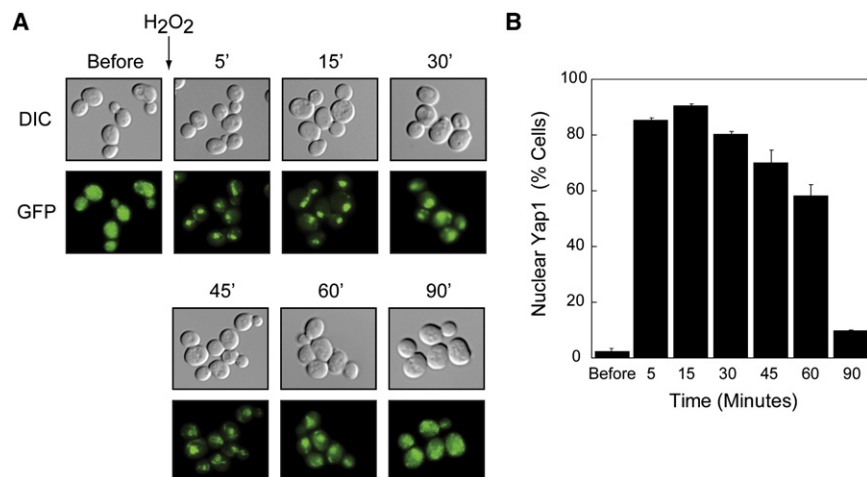 A
H₂O₂
Before 5' 15' 30'
DIC
GFP
45' 60' 90'
B
Nuclear Yap1 (% Cells)
100
80
60
40
20
0
Before 5 15 30 45 60 90
Time (Minutes)